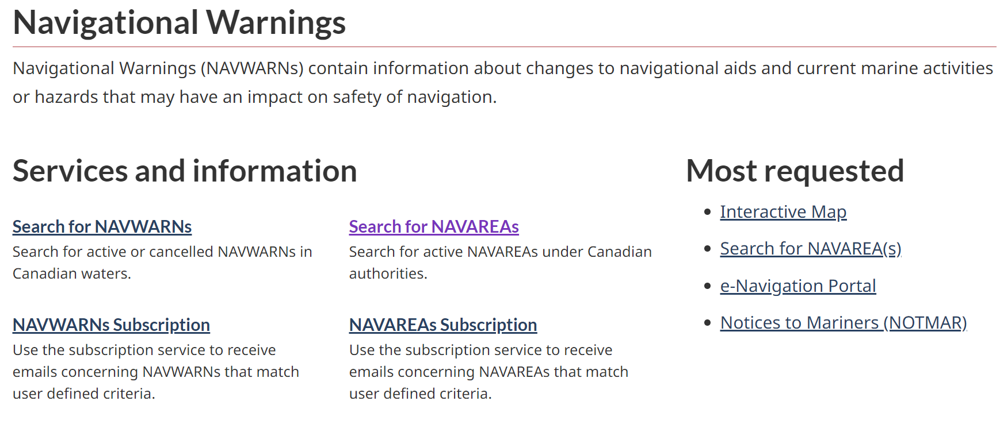 Navigational Warnings
Navigational Warnings (NAVWARNs) contain information about changes to navigational aids and current marine activities
or hazards that may have an impact on safety of navigation.
Services and information
Search for NAVWARNs
Search for active or cancelled NAVWARNs in
Canadian waters.
Search for NAVAREAs
Search for active NAVAREAs under Canadian
authorities.
NAVWARNs Subscription
Use the subscription service to receive
emails concerning NAVWARNs that match
user defined criteria.
NAVAREAs Subscription
Use the subscription service to receive
emails concerning NAVAREAs that match
user defined criteria.
Most requested
• Interactive Map
• Search for NAVAREA(s)
• e-Navigation Portal
• Notices to Mariners (NOTMAR)